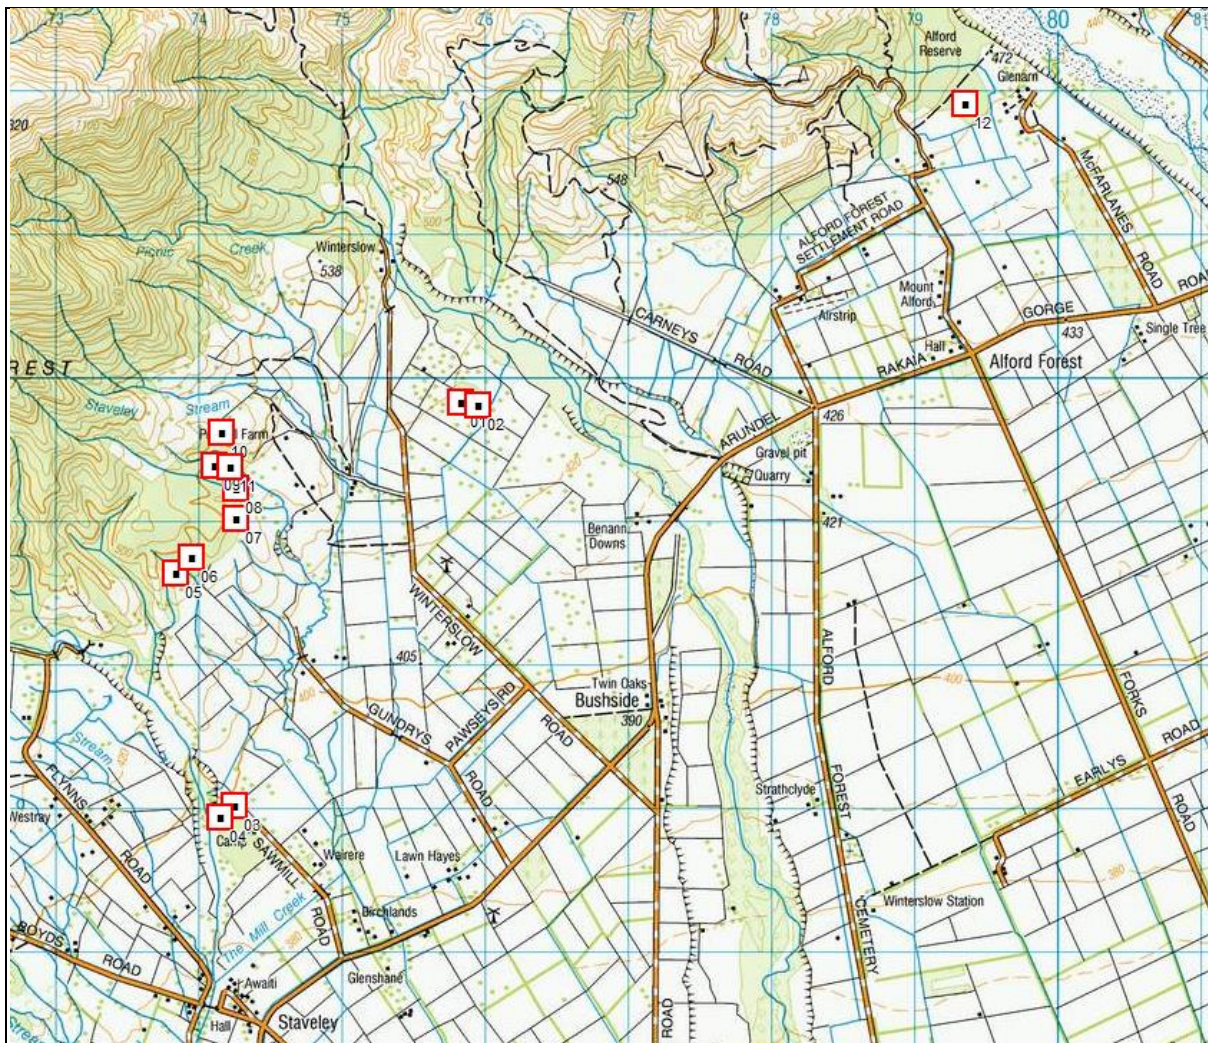 73
74
75
76
77
78
79
80
Alford
Reserve
472
Glenarn
12
McFARLANES
ROAD
548
ALFORD FOREST
SETTLEMENT ROAD
Winterslow
538
Picnic Creek
Mount
Alford
Airstrip
CARNEYS ROAD
GORGE
ROAD
433
Single Tree
Hall
RAKAIA
Alford Forest
REST
Staveley Stream
01
02
426
ARUNDEL
Gravel pit
Quarry
Farm
10
09
11
08
07
06
05
421
Benann
Downs
WINTERSLOW
ROAD
405
400
ALFORD
FOREST
CEMETERY
FORKS
ROAD
Twin Oaks
Bushside
390
GUNDRYS
ROAD
PAWSEYS RD
400
EARLYS
ROAD
Stream
FLYNNS
ROAD
Westray
03
04
Camp
SAWMILL
ROAD
Wairere
Lawn Hayes
Strathclyde
380
Winterslow Station
Birchlands
The Mill Creek
380
BOYDS
ROAD
Awaiti
Glenshane
Hall
Staveley
ROAD